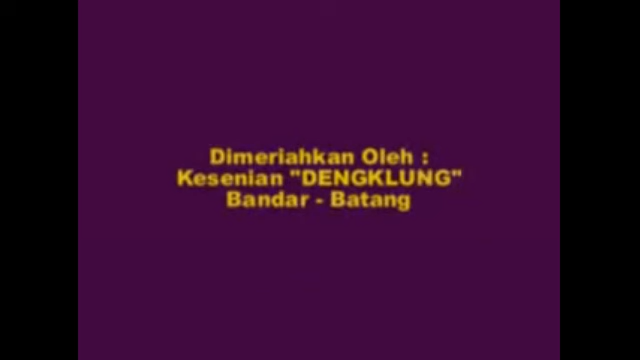 Dimeriahkan Oleh :
Kesenian "DENGKLUNG"
Bandar - Batang